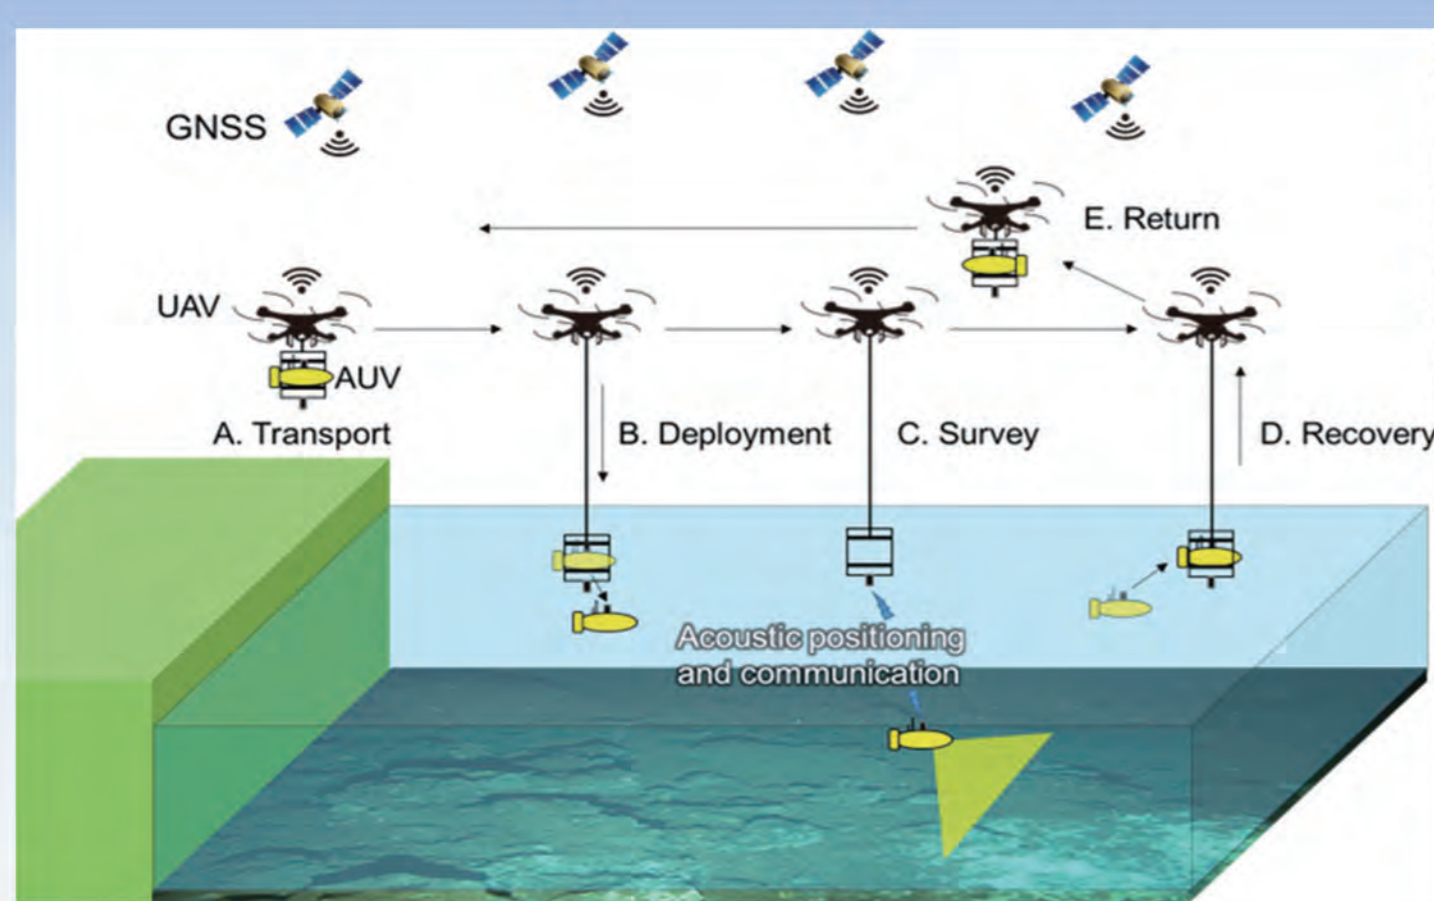 GNSS
E. Return
UAV
AUV
A. Transport
B. Deployment
C. Survey
D. Recovery
Acoustic positioning
and communication